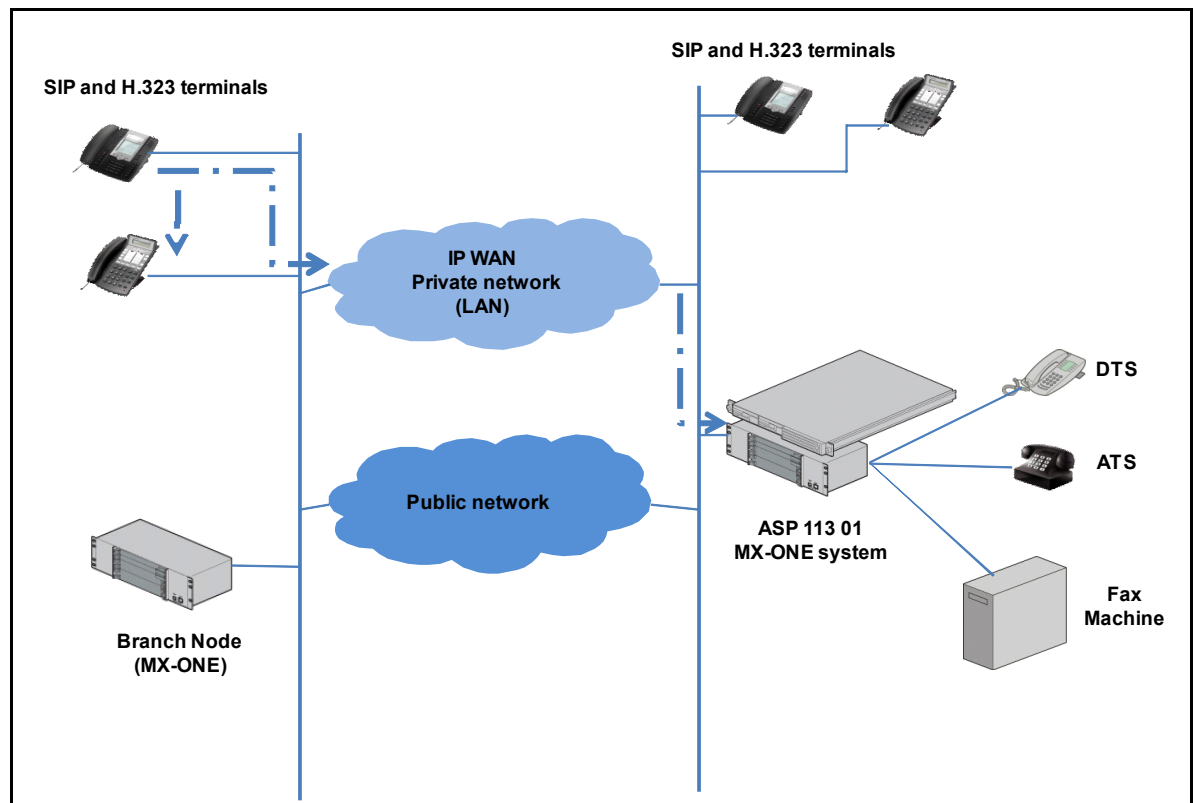 SIP and H.323 terminals
SIP and H.323 terminals
IP WAN
Private network
(LAN)
DTS
ATS
Public network
ASP 113 01
MX-ONE system
Fax
Machine
Branch Node
(MX-ONE)